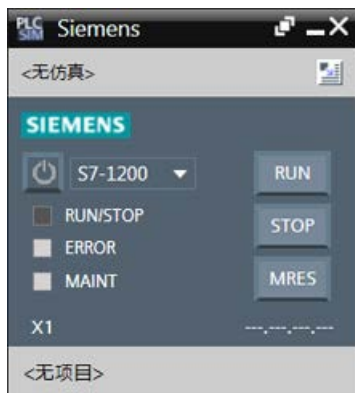 PLC SIM Siemens
<无仿真>
SIEMENS
S7-1200 RUN
RUN/STOP
STOP
ERROR
MAINT MRES
X1 ---.---.---.---
<无项目>